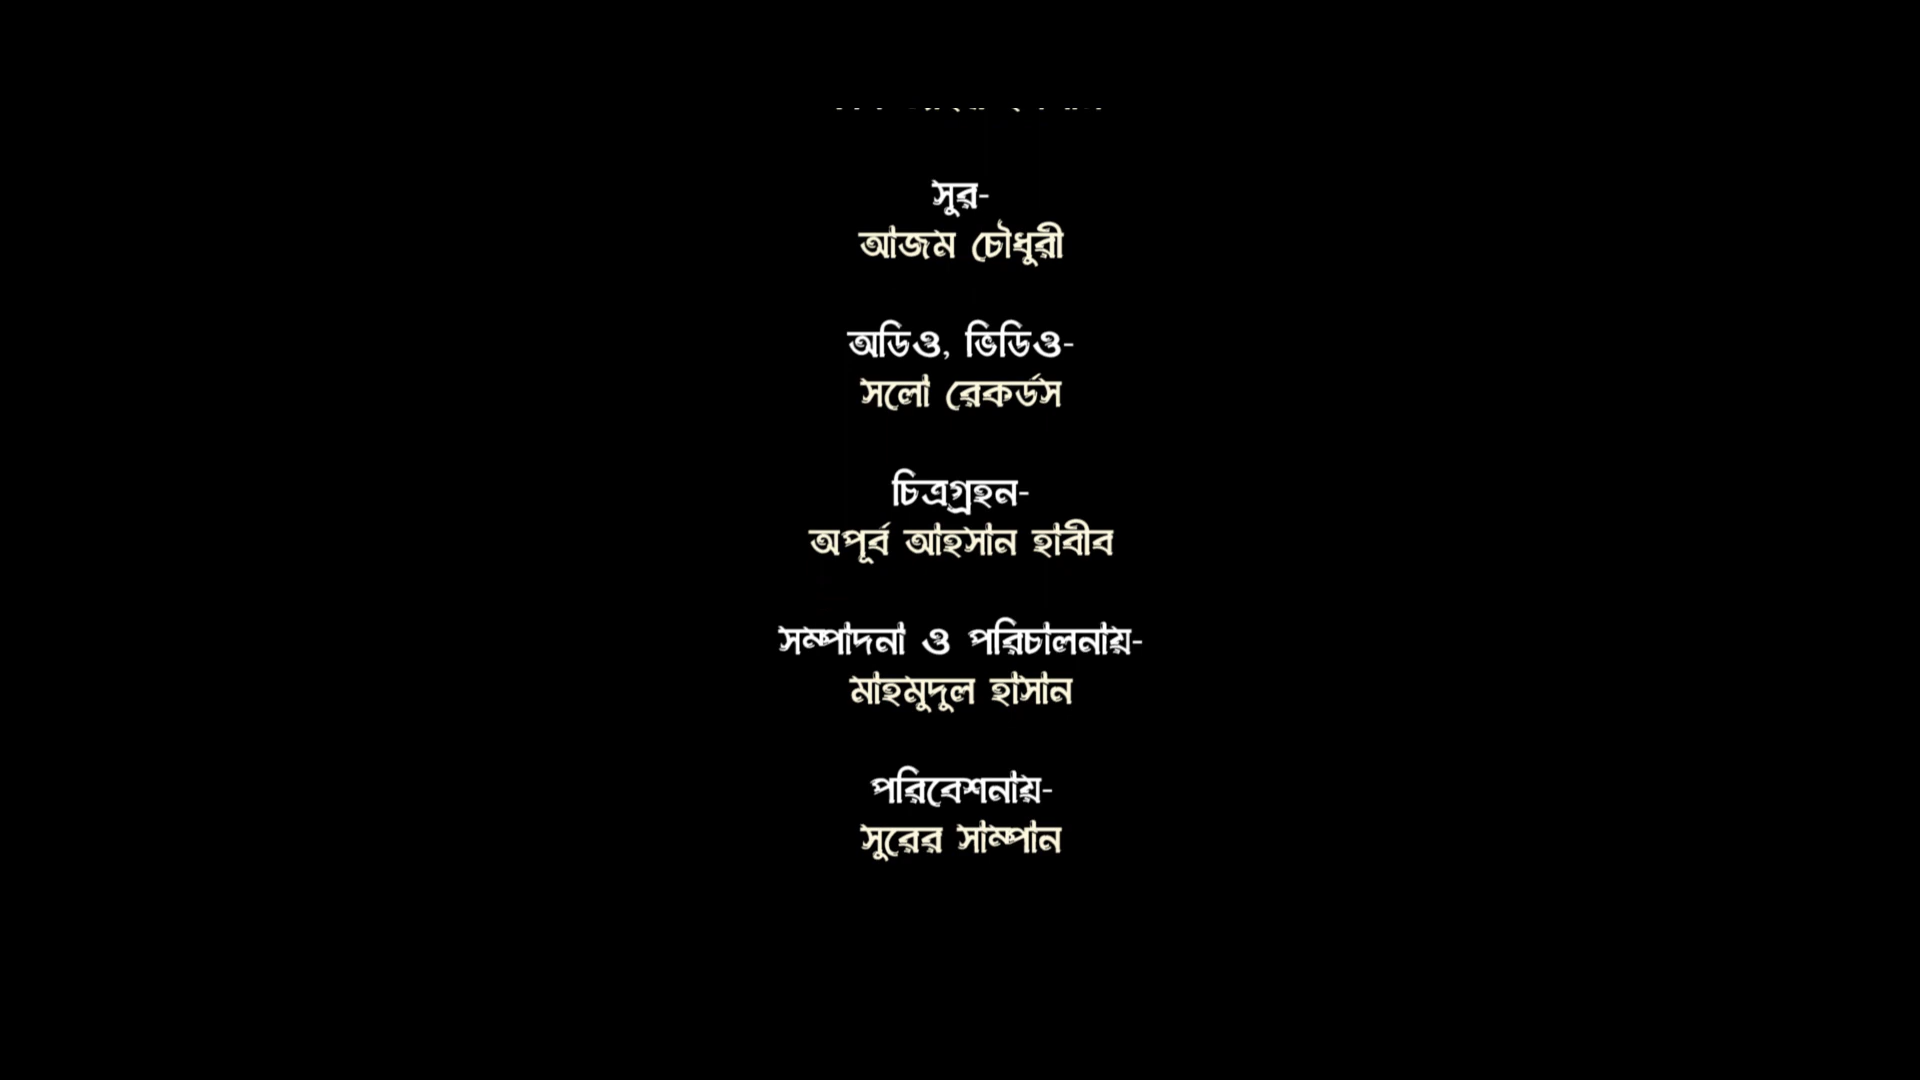 সুর-
আজম চৌধুরী
অডিও, ভিডিও-
সলো রেকর্ডস
চিত্রগ্রহন-
অপূর্ব আহসান হাবীব
সম্পাদনা ও পরিচালনায়-
মাহমুদুল হাসান
পরিবেশনায়-
সুরের সাম্পান